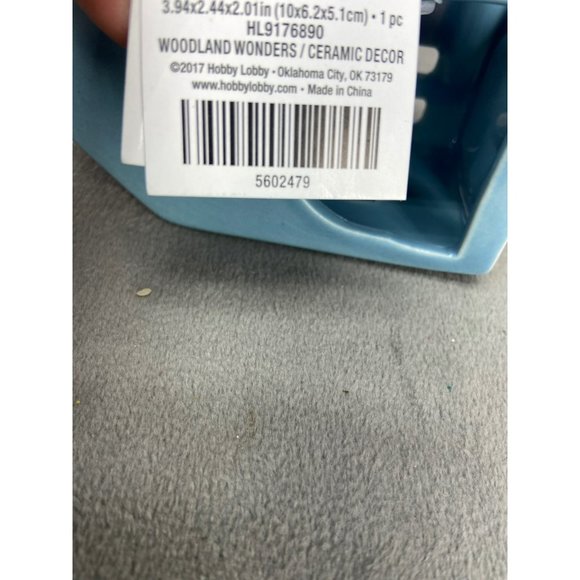 3.94x2.44x2.01in (10x6.2x5.1cm) • 1 pc
HL9176890
WOODLAND WONDERS / CERAMIC DECOR
©2017 Hobby Lobby • Oklahoma City, OK 73179
www.hobbylobby.com • Made in China
5602479